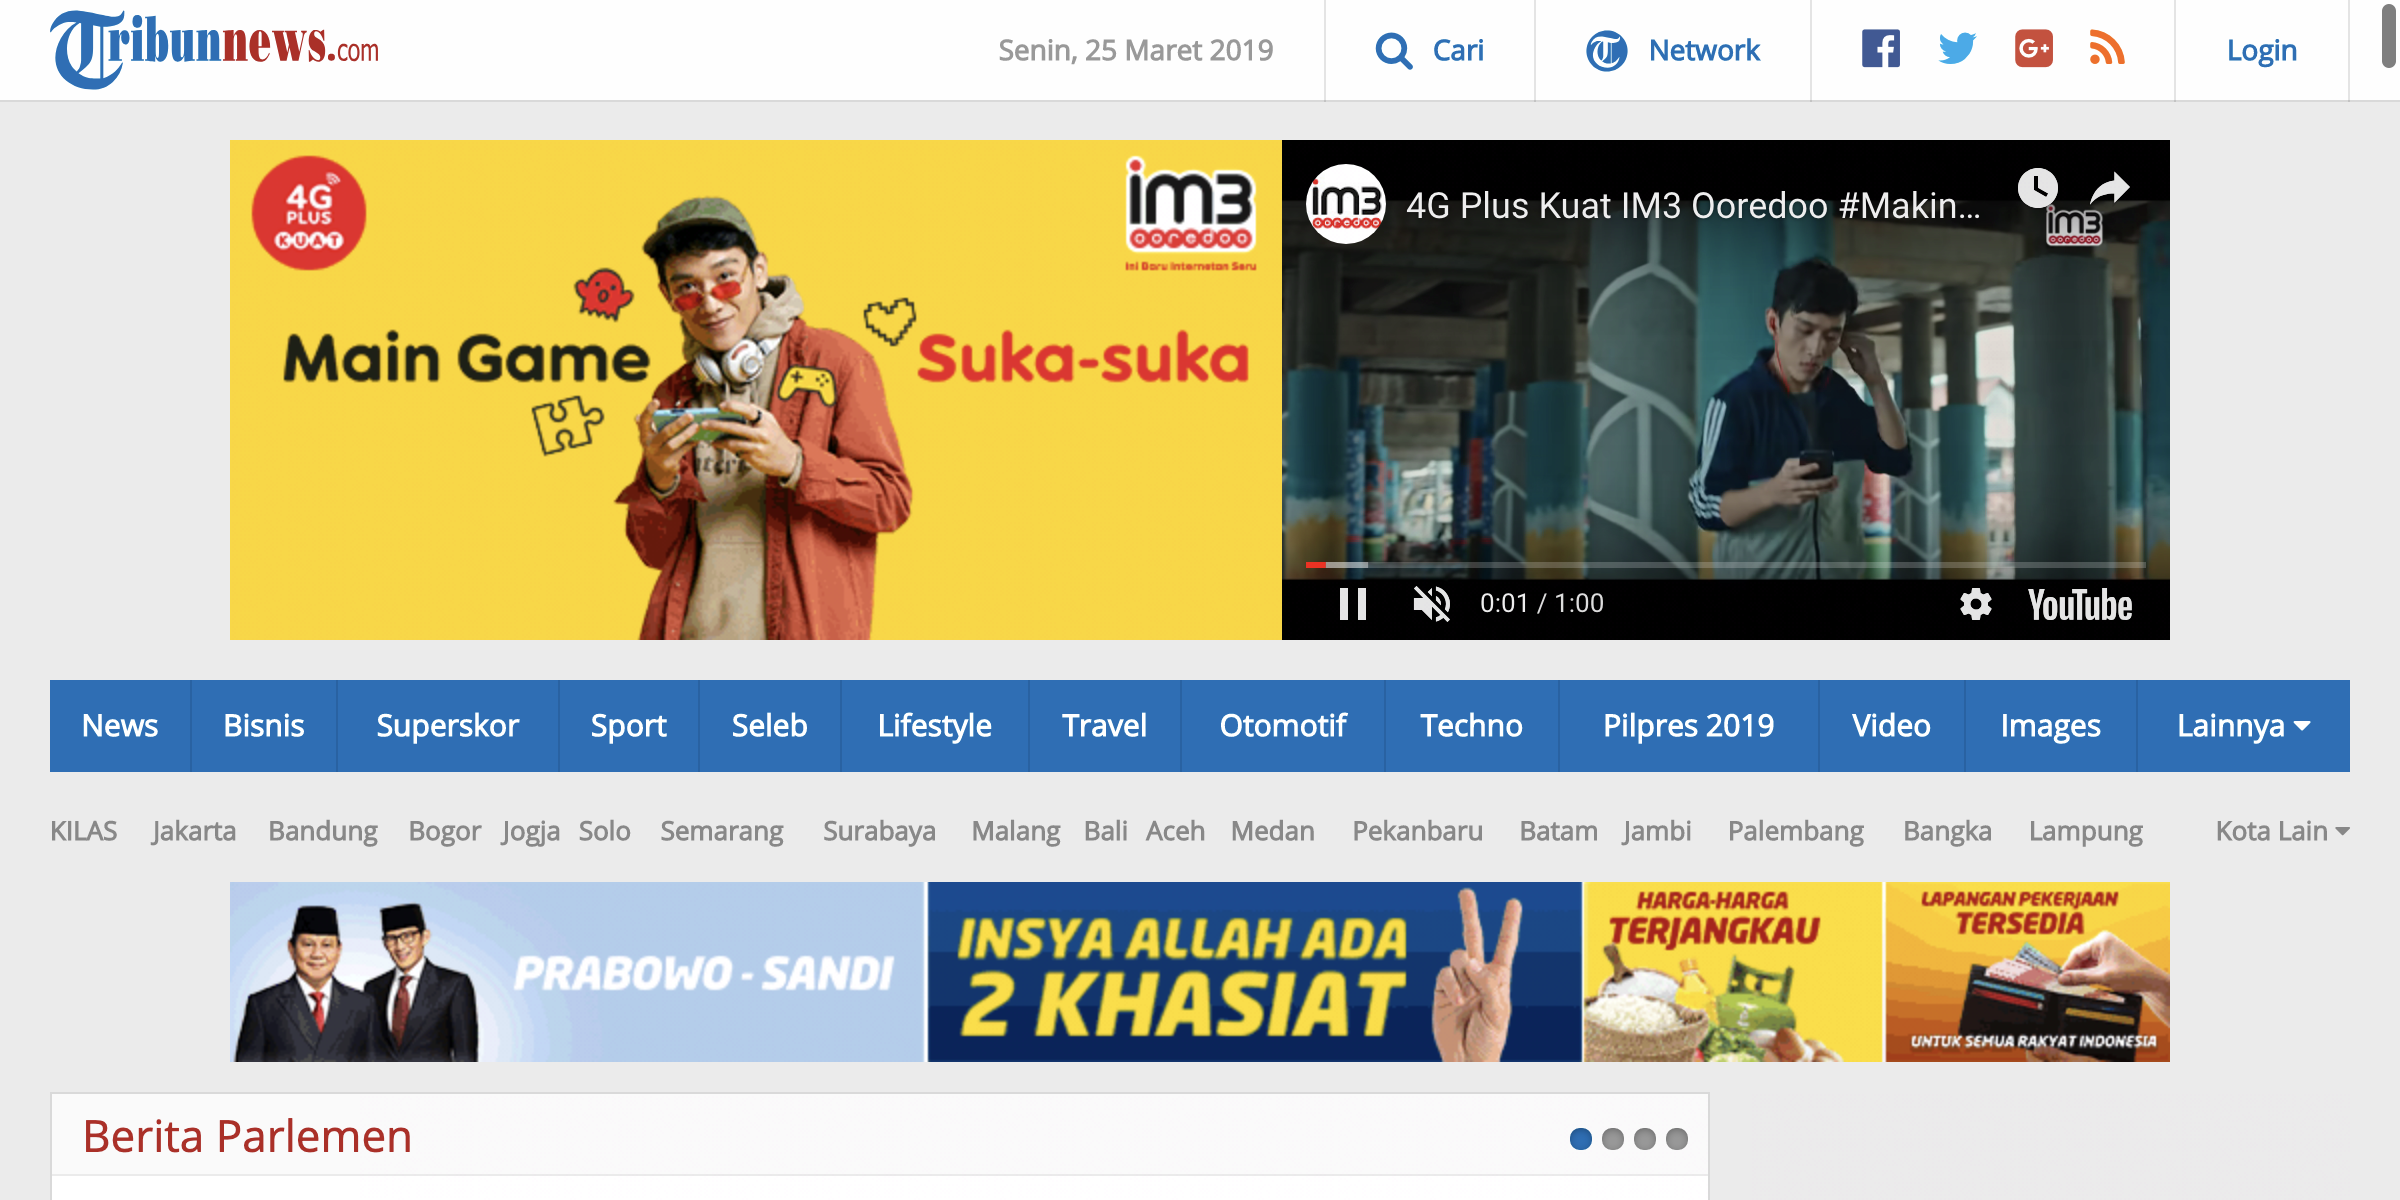 Tribunnews.com
Senin, 25 Maret 2019
Cari
Network
Login
4G
PLUS
KUAT
im3
ooredoo
Ini Baru Internetan Seru
Main Game
Suka-suka
im3
ooredoo
4G Plus Kuat IM3 Ooredoo #Makin...
im3
ooredoo
0:01 / 1:00
YouTube
News Bisnis Superskor Sport Seleb Lifestyle Travel Otomotif Techno Pilpres 2019 Video Images Lainnya
KILAS Jakarta Bandung Bogor Jogja Solo Semarang Surabaya Malang Bali Aceh Medan Pekanbaru Batam Jambi Palembang Bangka Lampung Kota Lain
PRABOWO - SANDI
INSYA ALLAH ADA
2 KHASIAT
HARGA-HARGA
TERJANGKAU
LAPANGAN PEKERJAAN
TERSEDIA
UNTUK SEMUA RAKYAT INDONESIA
Berita Parlemen